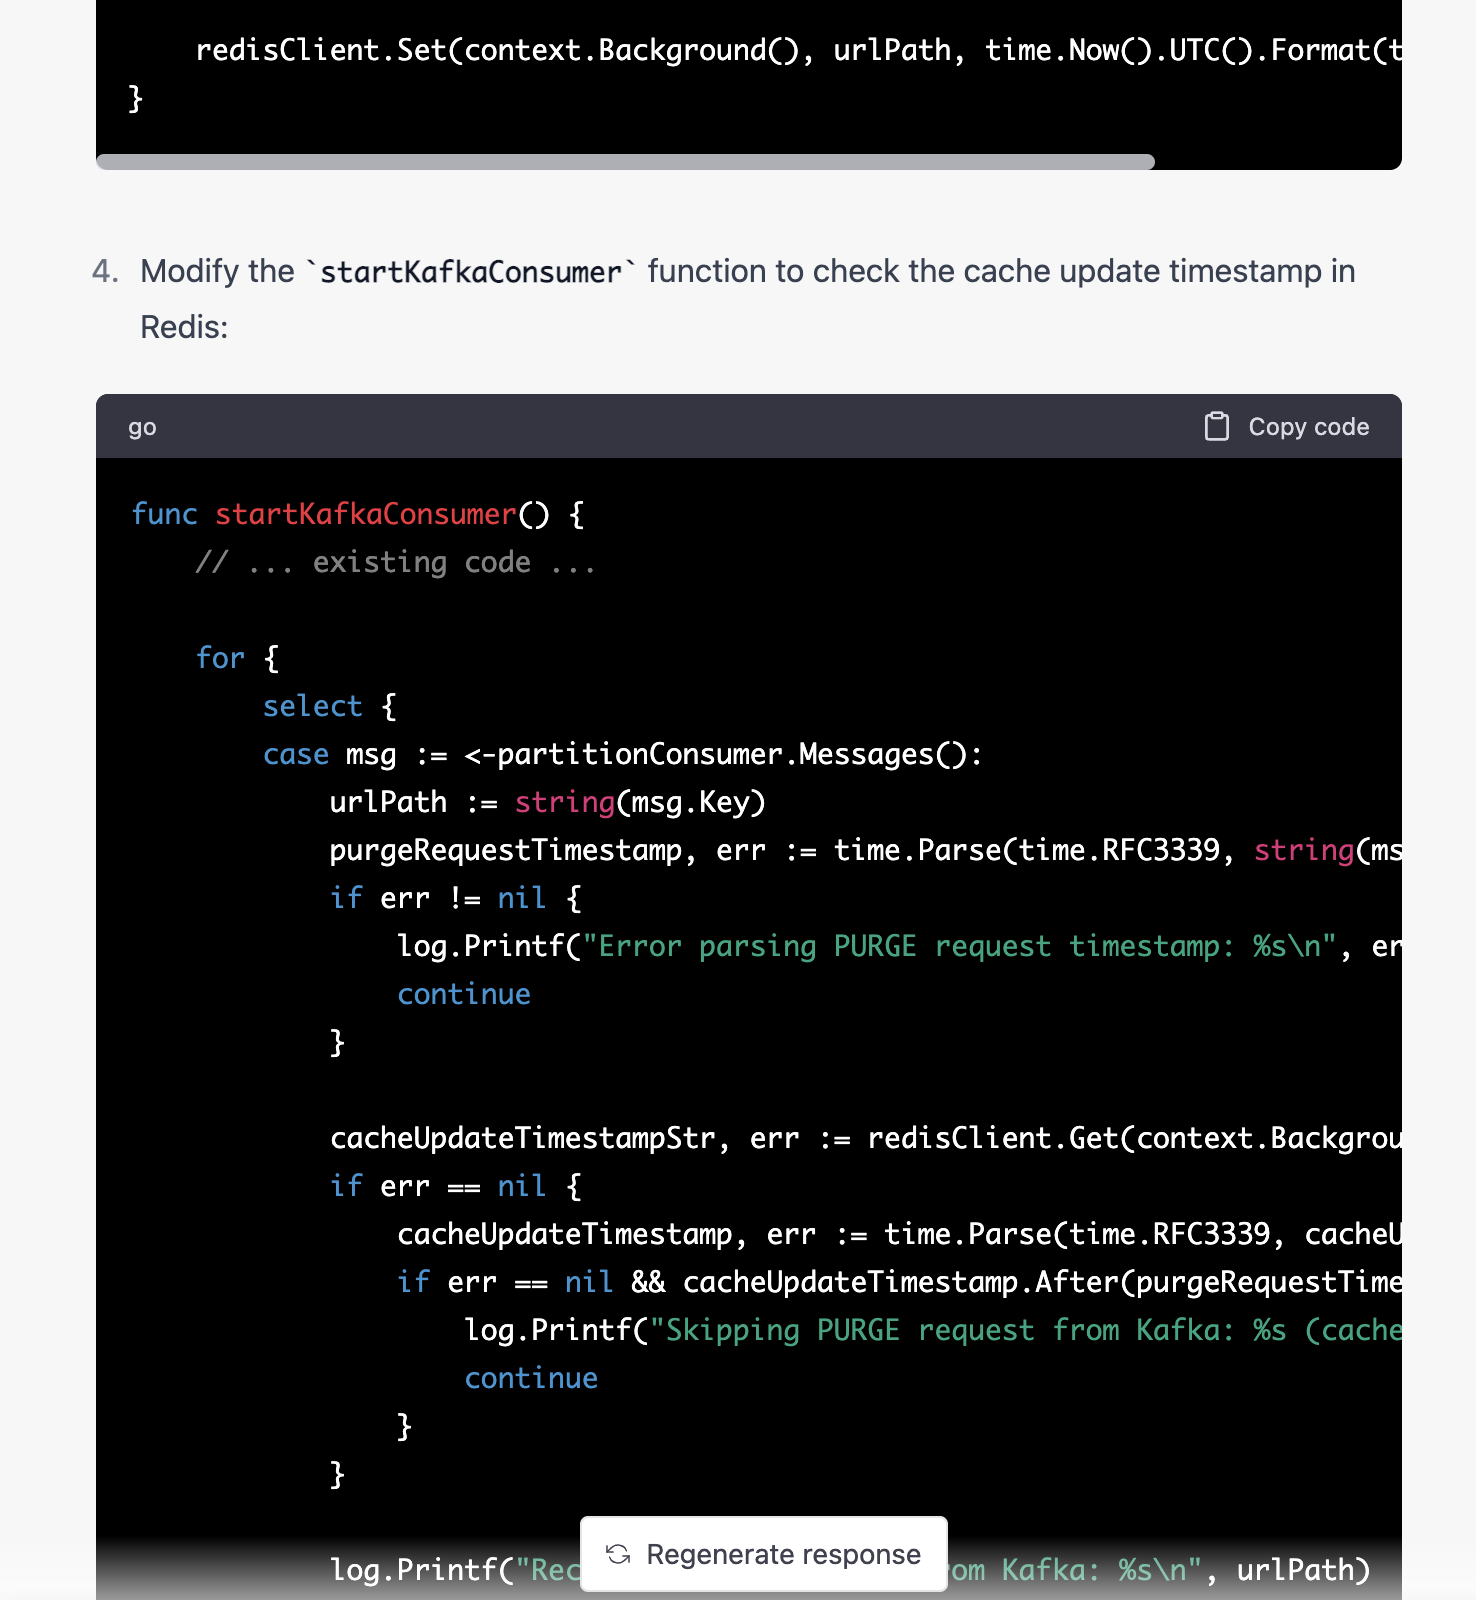 redisClient.Set(context.Background(), urlPath, time.Now().UTC().Format(t
}
4. Modify the `startKafkaConsumer` function to check the cache update timestamp in
Redis:
go Copy code
func startKafkaConsumer() {
// ... existing code ...
for {
select {
case msg := <-partitionConsumer.Messages():
urlPath := string(msg.Key)
purgeRequestTimestamp, err := time.Parse(time.RFC3339, string(ms
if err != nil {
log.Printf("Error parsing PURGE request timestamp: %s\n", er
continue
}
cacheUpdateTimestampStr, err := redisClient.Get(context.Backgrou
if err == nil {
cacheUpdateTimestamp, err := time.Parse(time.RFC3339, cacheU
if err == nil && cacheUpdateTimestamp.After(purgeRequestTime
log.Printf("Skipping PURGE request from Kafka: %s (cache
continue
}
}
log.Printf("Rec Regenerate response om Kafka: %s\n", urlPath)